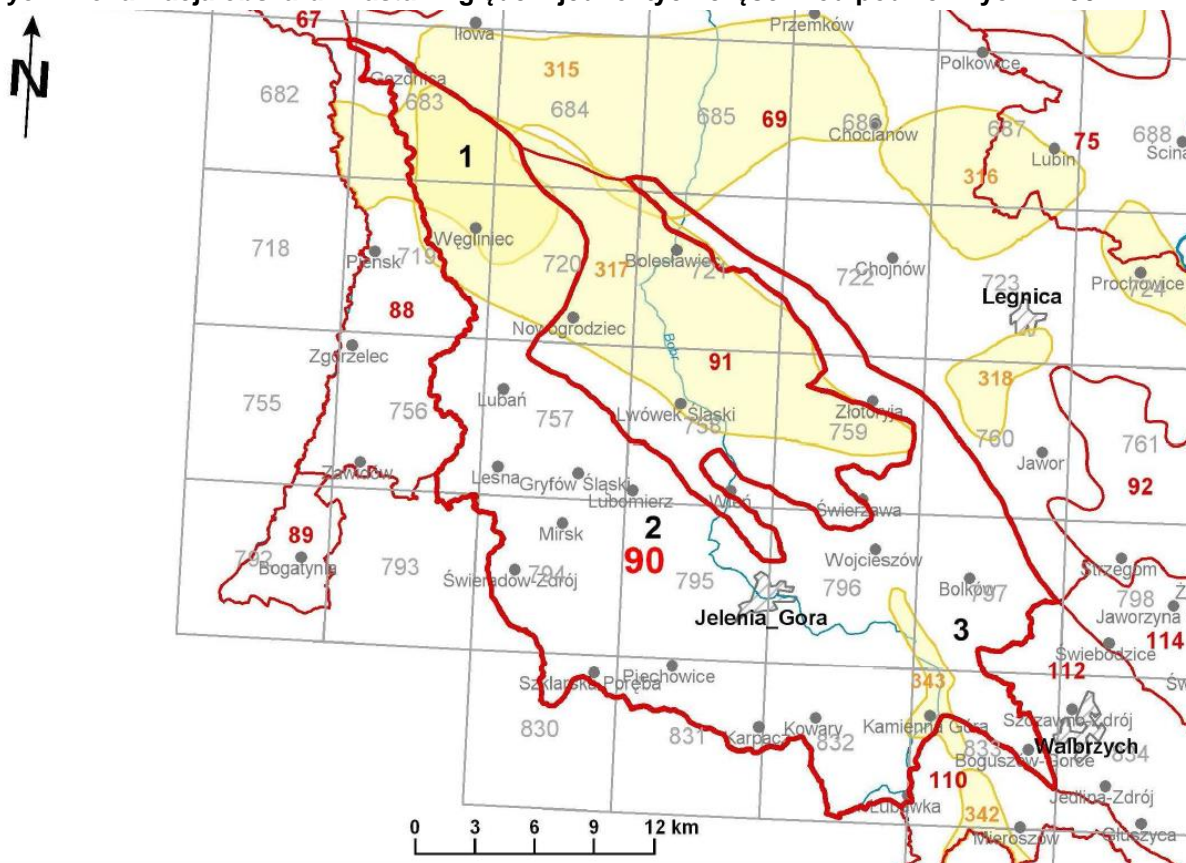 67
Iłowa
Przemków
N
Gozdnica
315
Polkowice
682
683
684
685
69
686
Chocianów
687
75
688
Lubin
1
316
Węgliniec
718
Pieńsk
719
720
317
Bolesławiec
721
722
Chojnów
723
Prochowice
724
Legnica
88
Nowogrodziec
Bobr
Zgorzelec
91
318
755
756
Lubań
757
Lwówek Śląski
758
Złotoryja
759
760
761
Jawor
Zawidów
Leśna
Gryfów Śląski
Lubomierz
Wleń
Świerzawa
92
89
2
Mirsk
90
792
Bogatynia
793
Świeradów-Zdrój
794
795
Wojcieszów
796
Bolków
797
Strzegom
798
Jaworzyna
Jelenia_Gora
3
Świebodzice
114
112
Szklarska Poręba
Piechowice
343
830
831
Karpacz
Kowary
832
Kamienna Góra
Szczawno-Zdrój
833
Walbrzych
834
Boguszów-Gorce
110
Jedlina-Zdrój
Lubawka
342
Mieroszów
Głuszyca
0 3 6 9 12 km